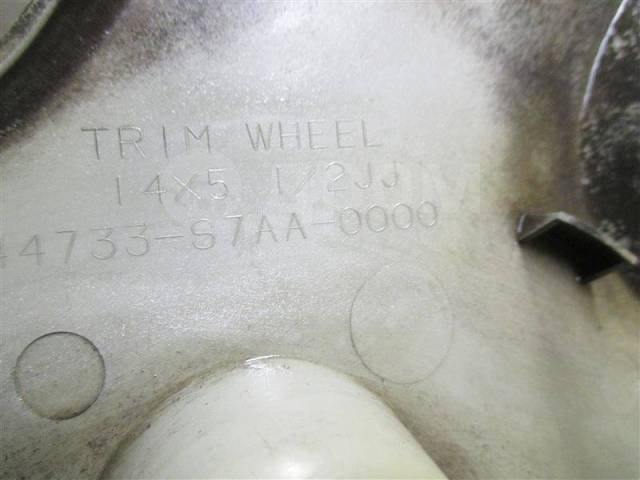 TRIM WHEEL
14X5 1/2JJ
44733-S7AA-0000